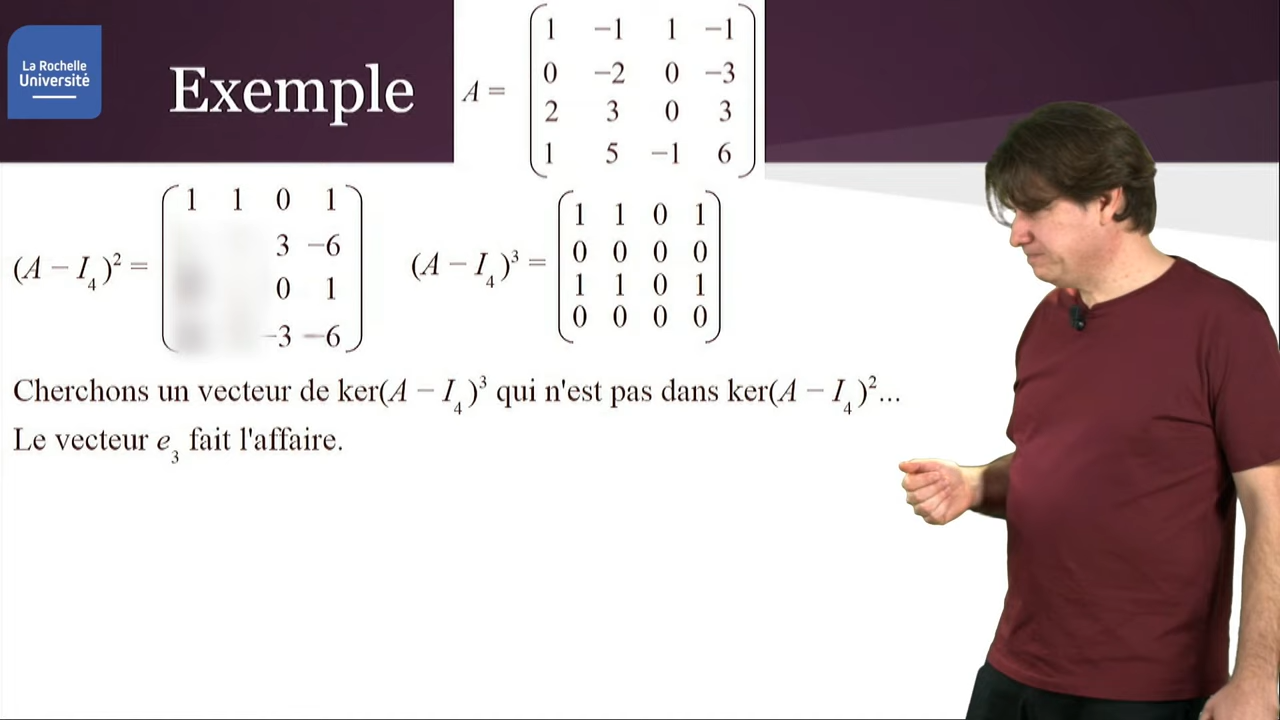 La Rochelle
Université
Exemple
A = 
1 −1 1 −1
0 −2 0 −3
2 3 0 3
1 5 −1 6
(A − I₄)² =
1 1 0 1
3 −6
0 1
−3 −6
(A − I₄)³ =
1 1 0 1
0 0 0 0
1 1 0 1
0 0 0 0
Cherchons un vecteur de ker(A − I₄)³ qui n'est pas dans ker(A − I₄)²...
Le vecteur e₃ fait l'affaire.